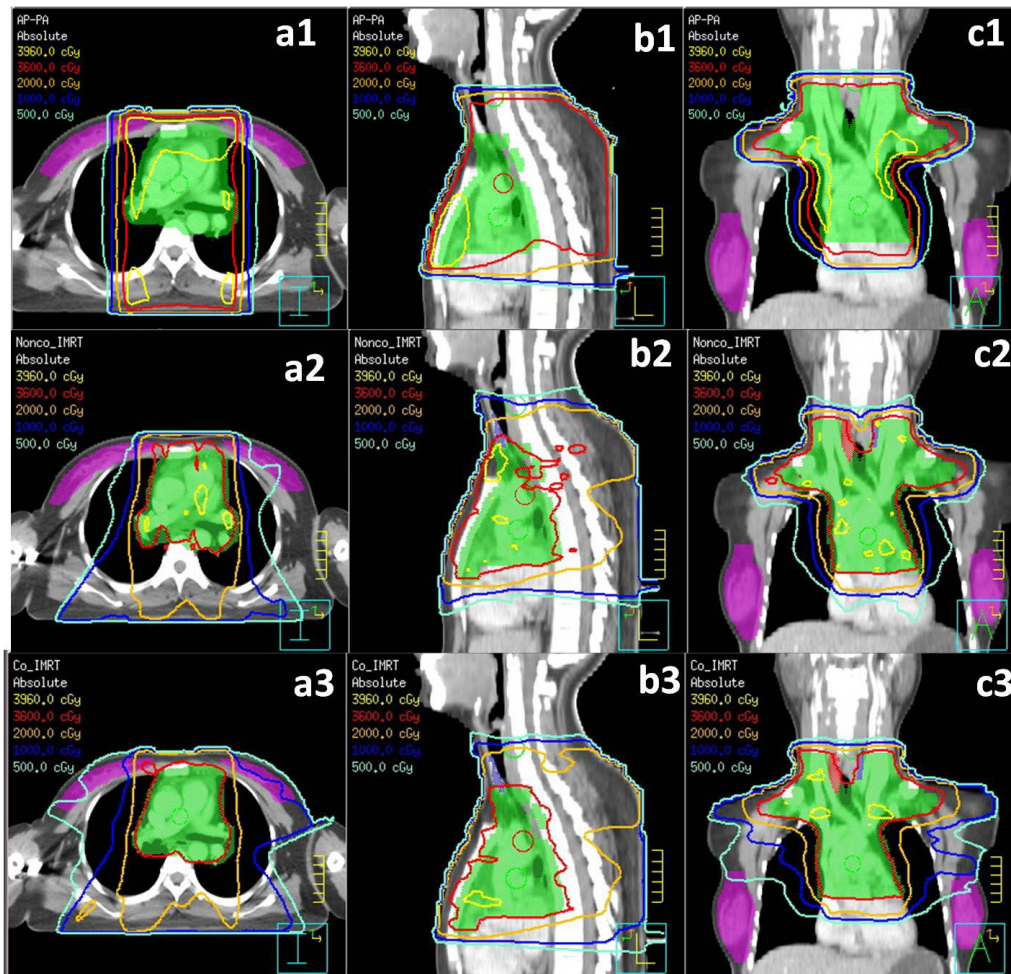 AP-PA
Absolute
3960.0 cGy
3600.0 cGy
2000.0 cGy
1000.0 cGy
500.0 cGy
a1
I
AP-PA
Absolute
3960.0 cGy
3600.0 cGy
2000.0 cGy
1000.0 cGy
500.0 cGy
b1
L
AP-PA
Absolute
3960.0 cGy
3600.0 cGy
2000.0 cGy
1000.0 cGy
500.0 cGy
c1
A
Nonco_IMRT
Absolute
3960.0 cGy
3600.0 cGy
2000.0 cGy
1000.0 cGy
500.0 cGy
a2
I
Nonco_IMRT
Absolute
3960.0 cGy
3600.0 cGy
2000.0 cGy
1000.0 cGy
500.0 cGy
b2
L
Nonco_IMRT
Absolute
3960.0 cGy
3600.0 cGy
2000.0 cGy
1000.0 cGy
500.0 cGy
c2
A
Co_IMRT
Absolute
3960.0 cGy
3600.0 cGy
2000.0 cGy
1000.0 cGy
500.0 cGy
a3
I
Co_IMRT
Absolute
3960.0 cGy
3600.0 cGy
2000.0 cGy
1000.0 cGy
500.0 cGy
b3
L
Co_IMRT
Absolute
3960.0 cGy
3600.0 cGy
2000.0 cGy
1000.0 cGy
500.0 cGy
c3
A